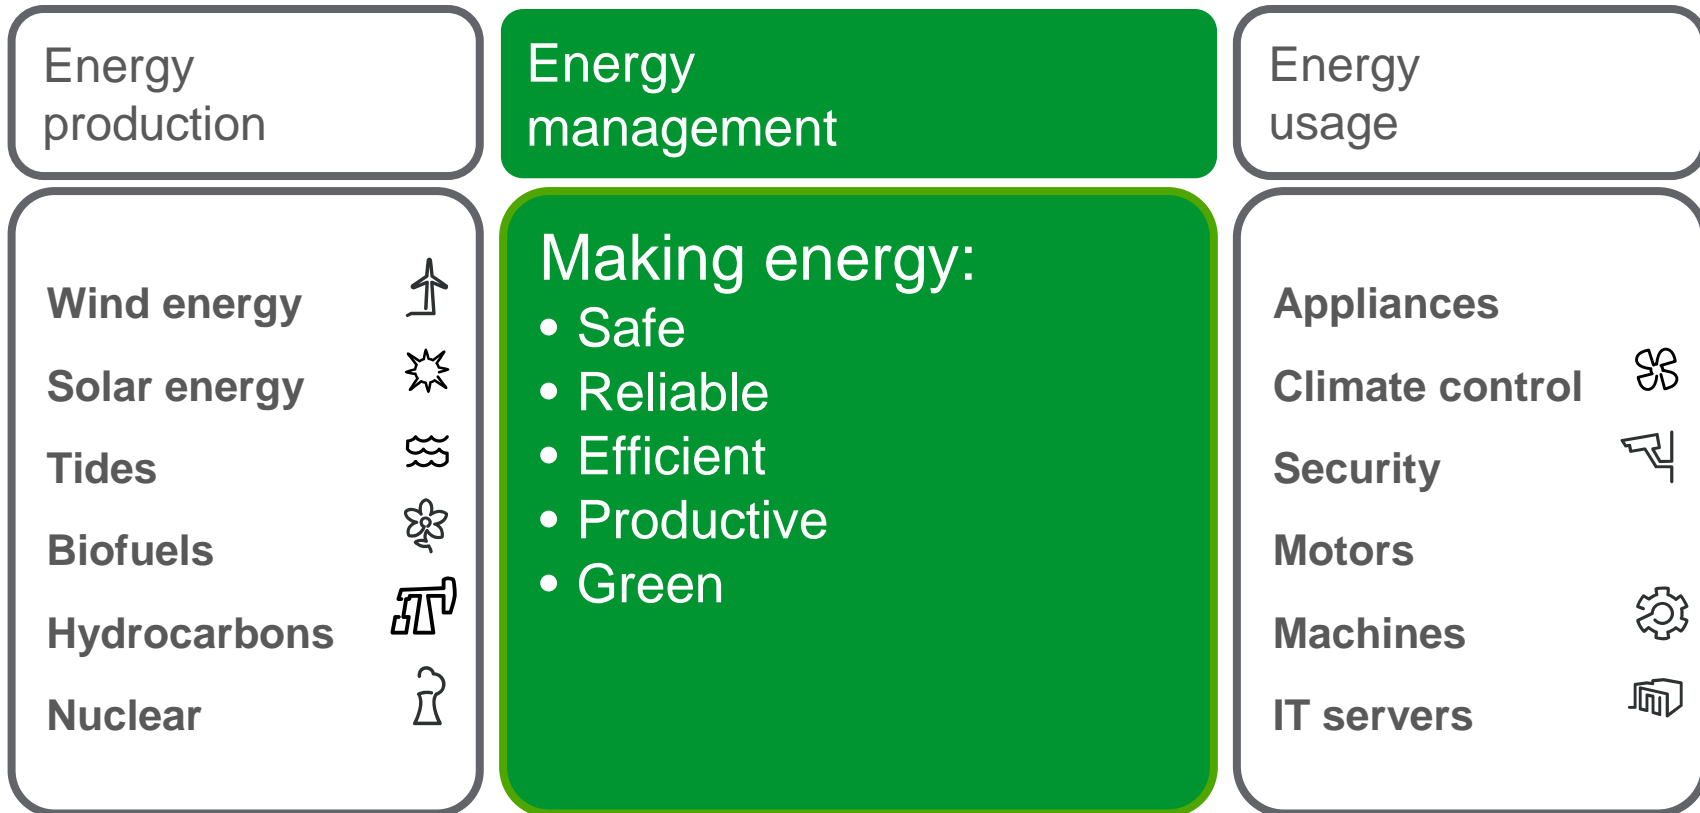 Energy
production
Energy
management
Energy
usage
Wind energy
Solar energy
Tides
Biofuels
Hydrocarbons
Nuclear
Making energy:
• Safe
• Reliable
• Efficient
• Productive
• Green
Appliances
Climate control
Security
Motors
Machines
IT servers